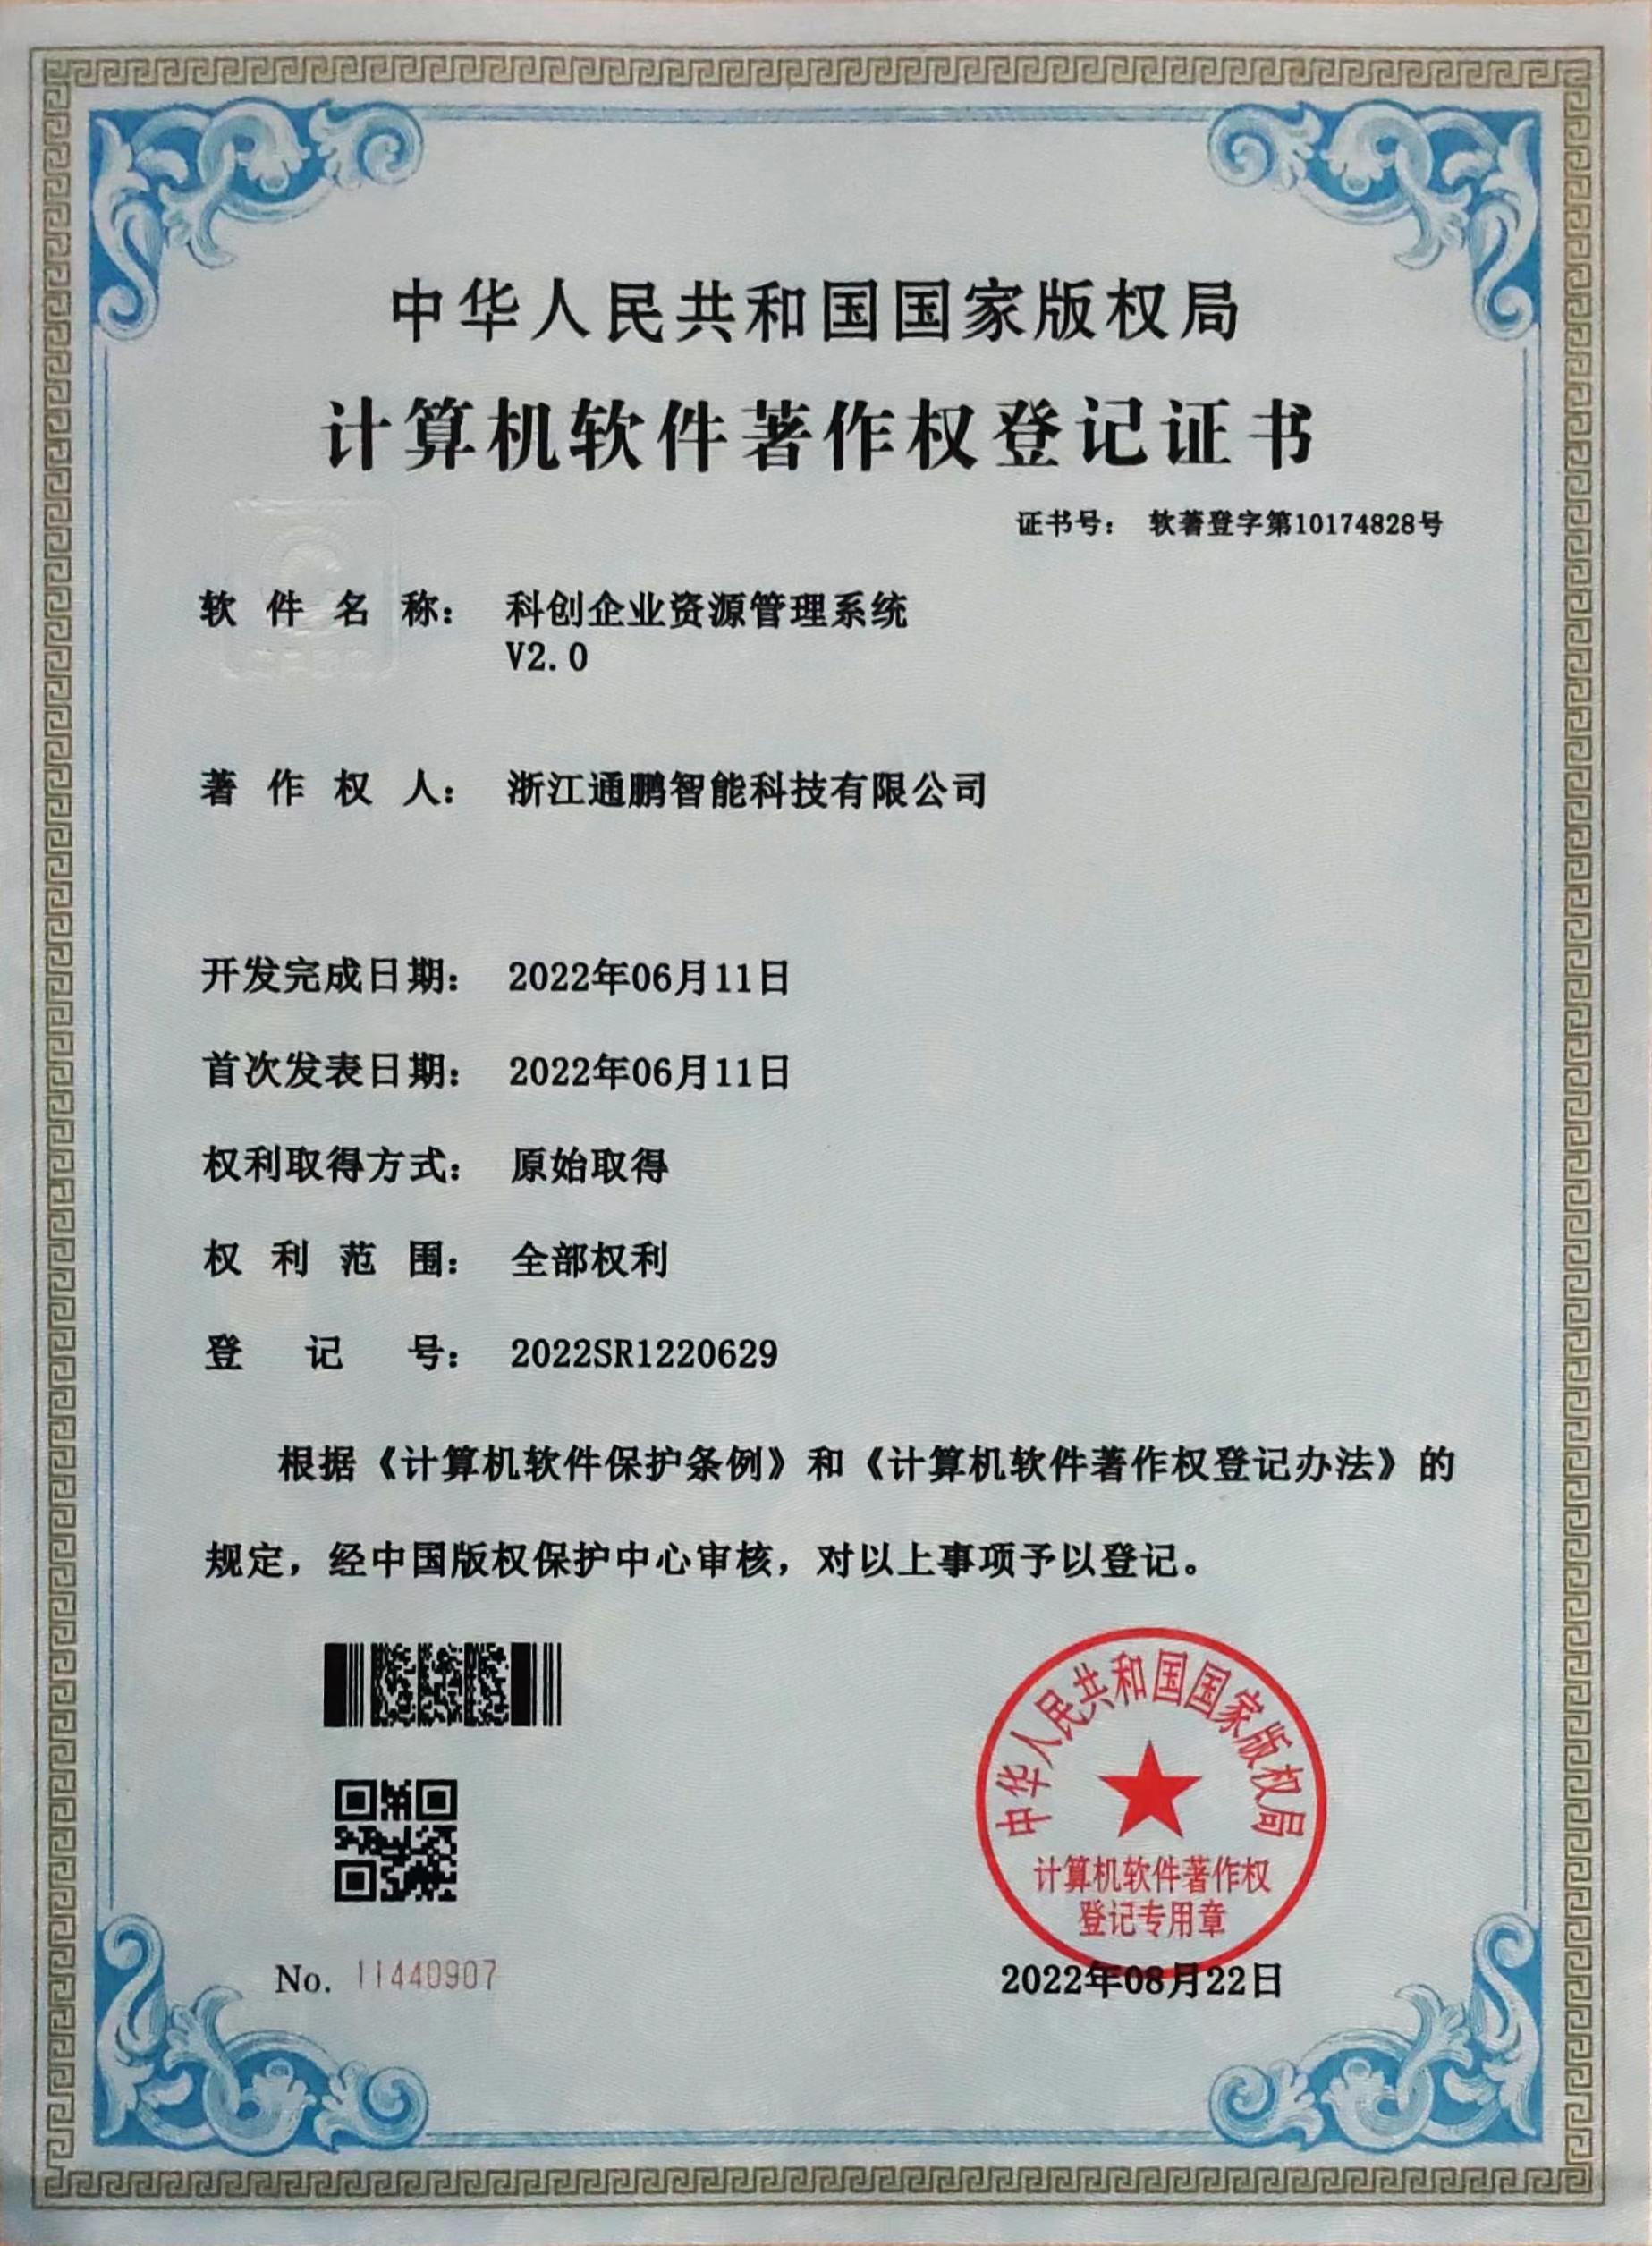 中华人民共和国国家版权局
计算机软件著作权登记证书
证书号： 软著登字第10174828号
软件名称： 科创企业资源管理系统
V2.0
著作权人： 浙江通鹏智能科技有限公司
开发完成日期： 2022年06月11日
首次发表日期： 2022年06月11日
权利取得方式： 原始取得
权利范围： 全部权利
登记号： 2022SR1220629
根据《计算机软件保护条例》和《计算机软件著作权登记办法》的
规定，经中国版权保护中心审核，对以上事项予以登记。
中华人民共和国国家版权局
计算机软件著作权
登记专用章
No. 11440907
2022年08月22日